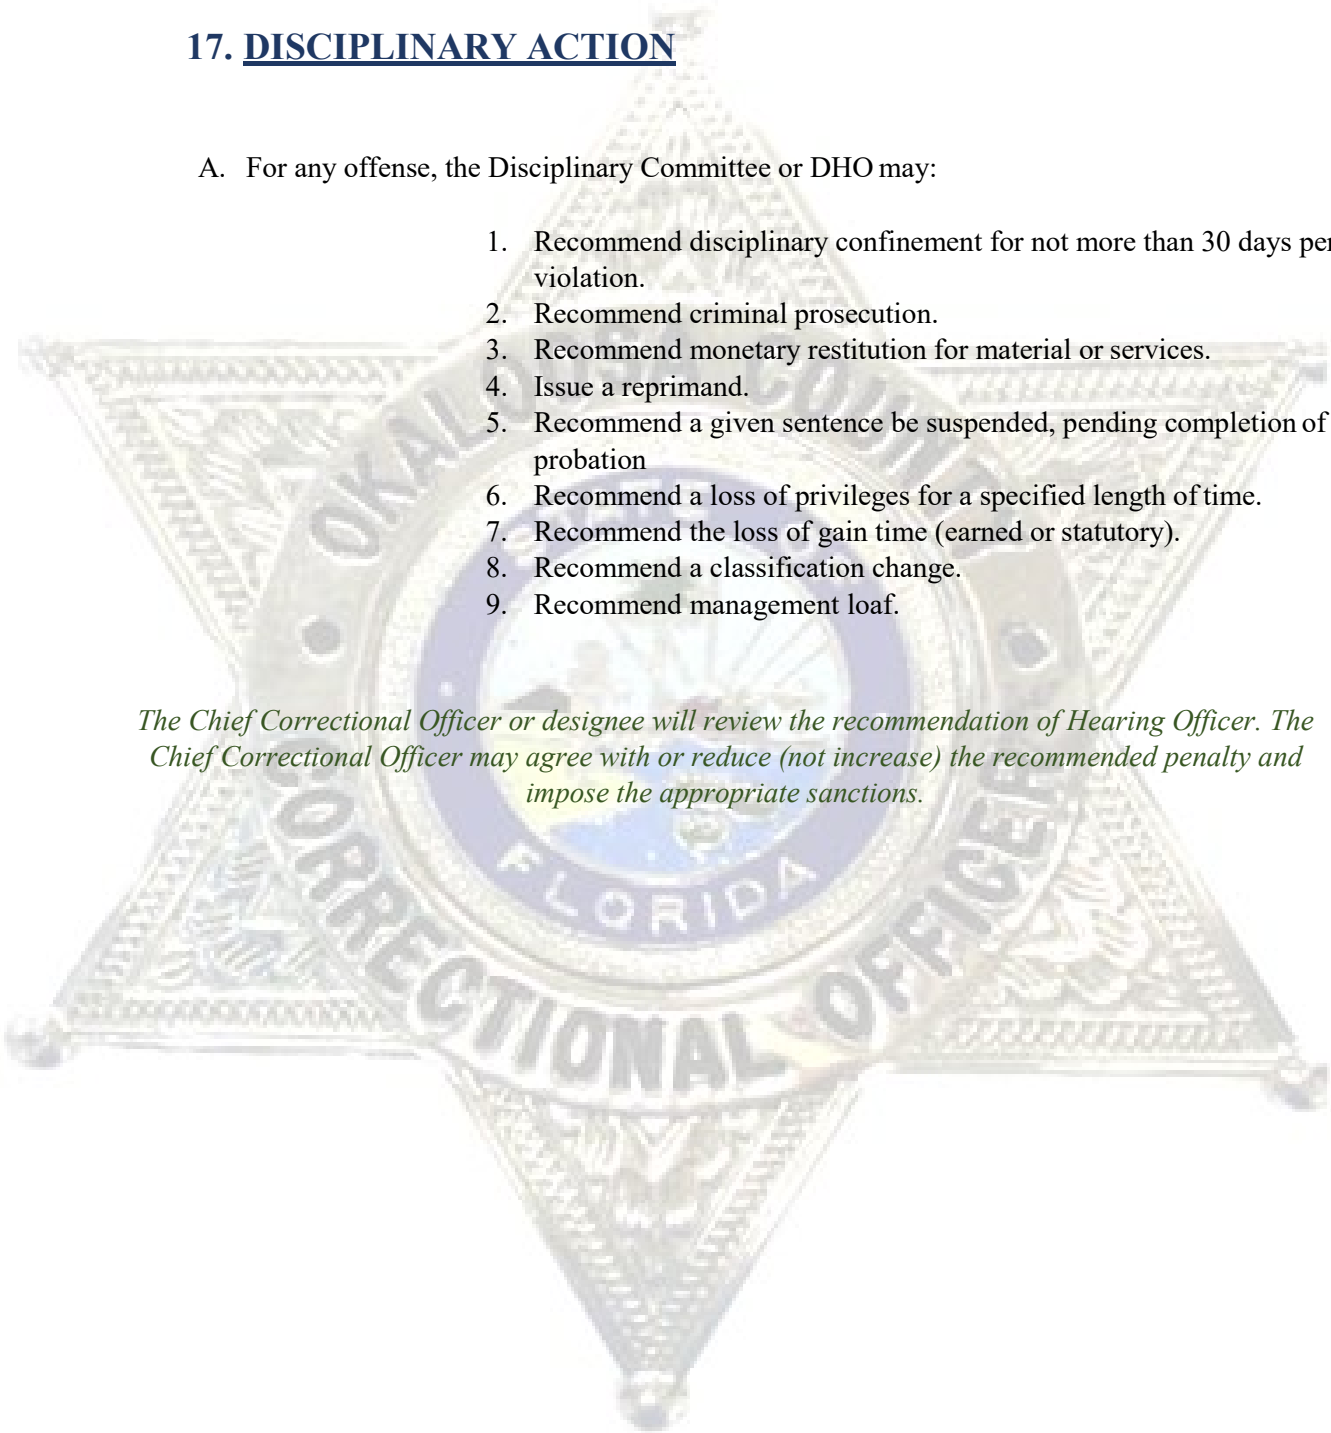 17. DISCIPLINARY ACTION
A. For any offense, the Disciplinary Committee or DHO may:
1. Recommend disciplinary confinement for not more than 30 days per
violation.
2. Recommend criminal prosecution.
3. Recommend monetary restitution for material or services.
4. Issue a reprimand.
5. Recommend a given sentence be suspended, pending completion of
probation
6. Recommend a loss of privileges for a specified length of time.
7. Recommend the loss of gain time (earned or statutory).
8. Recommend a classification change.
9. Recommend management loaf.
The Chief Correctional Officer or designee will review the recommendation of Hearing Officer. The
Chief Correctional Officer may agree with or reduce (not increase) the recommended penalty and
impose the appropriate sanctions.
OKALOOSA COUNTY
STATE OF
FLORIDA
CORRECTIONAL OFFICER